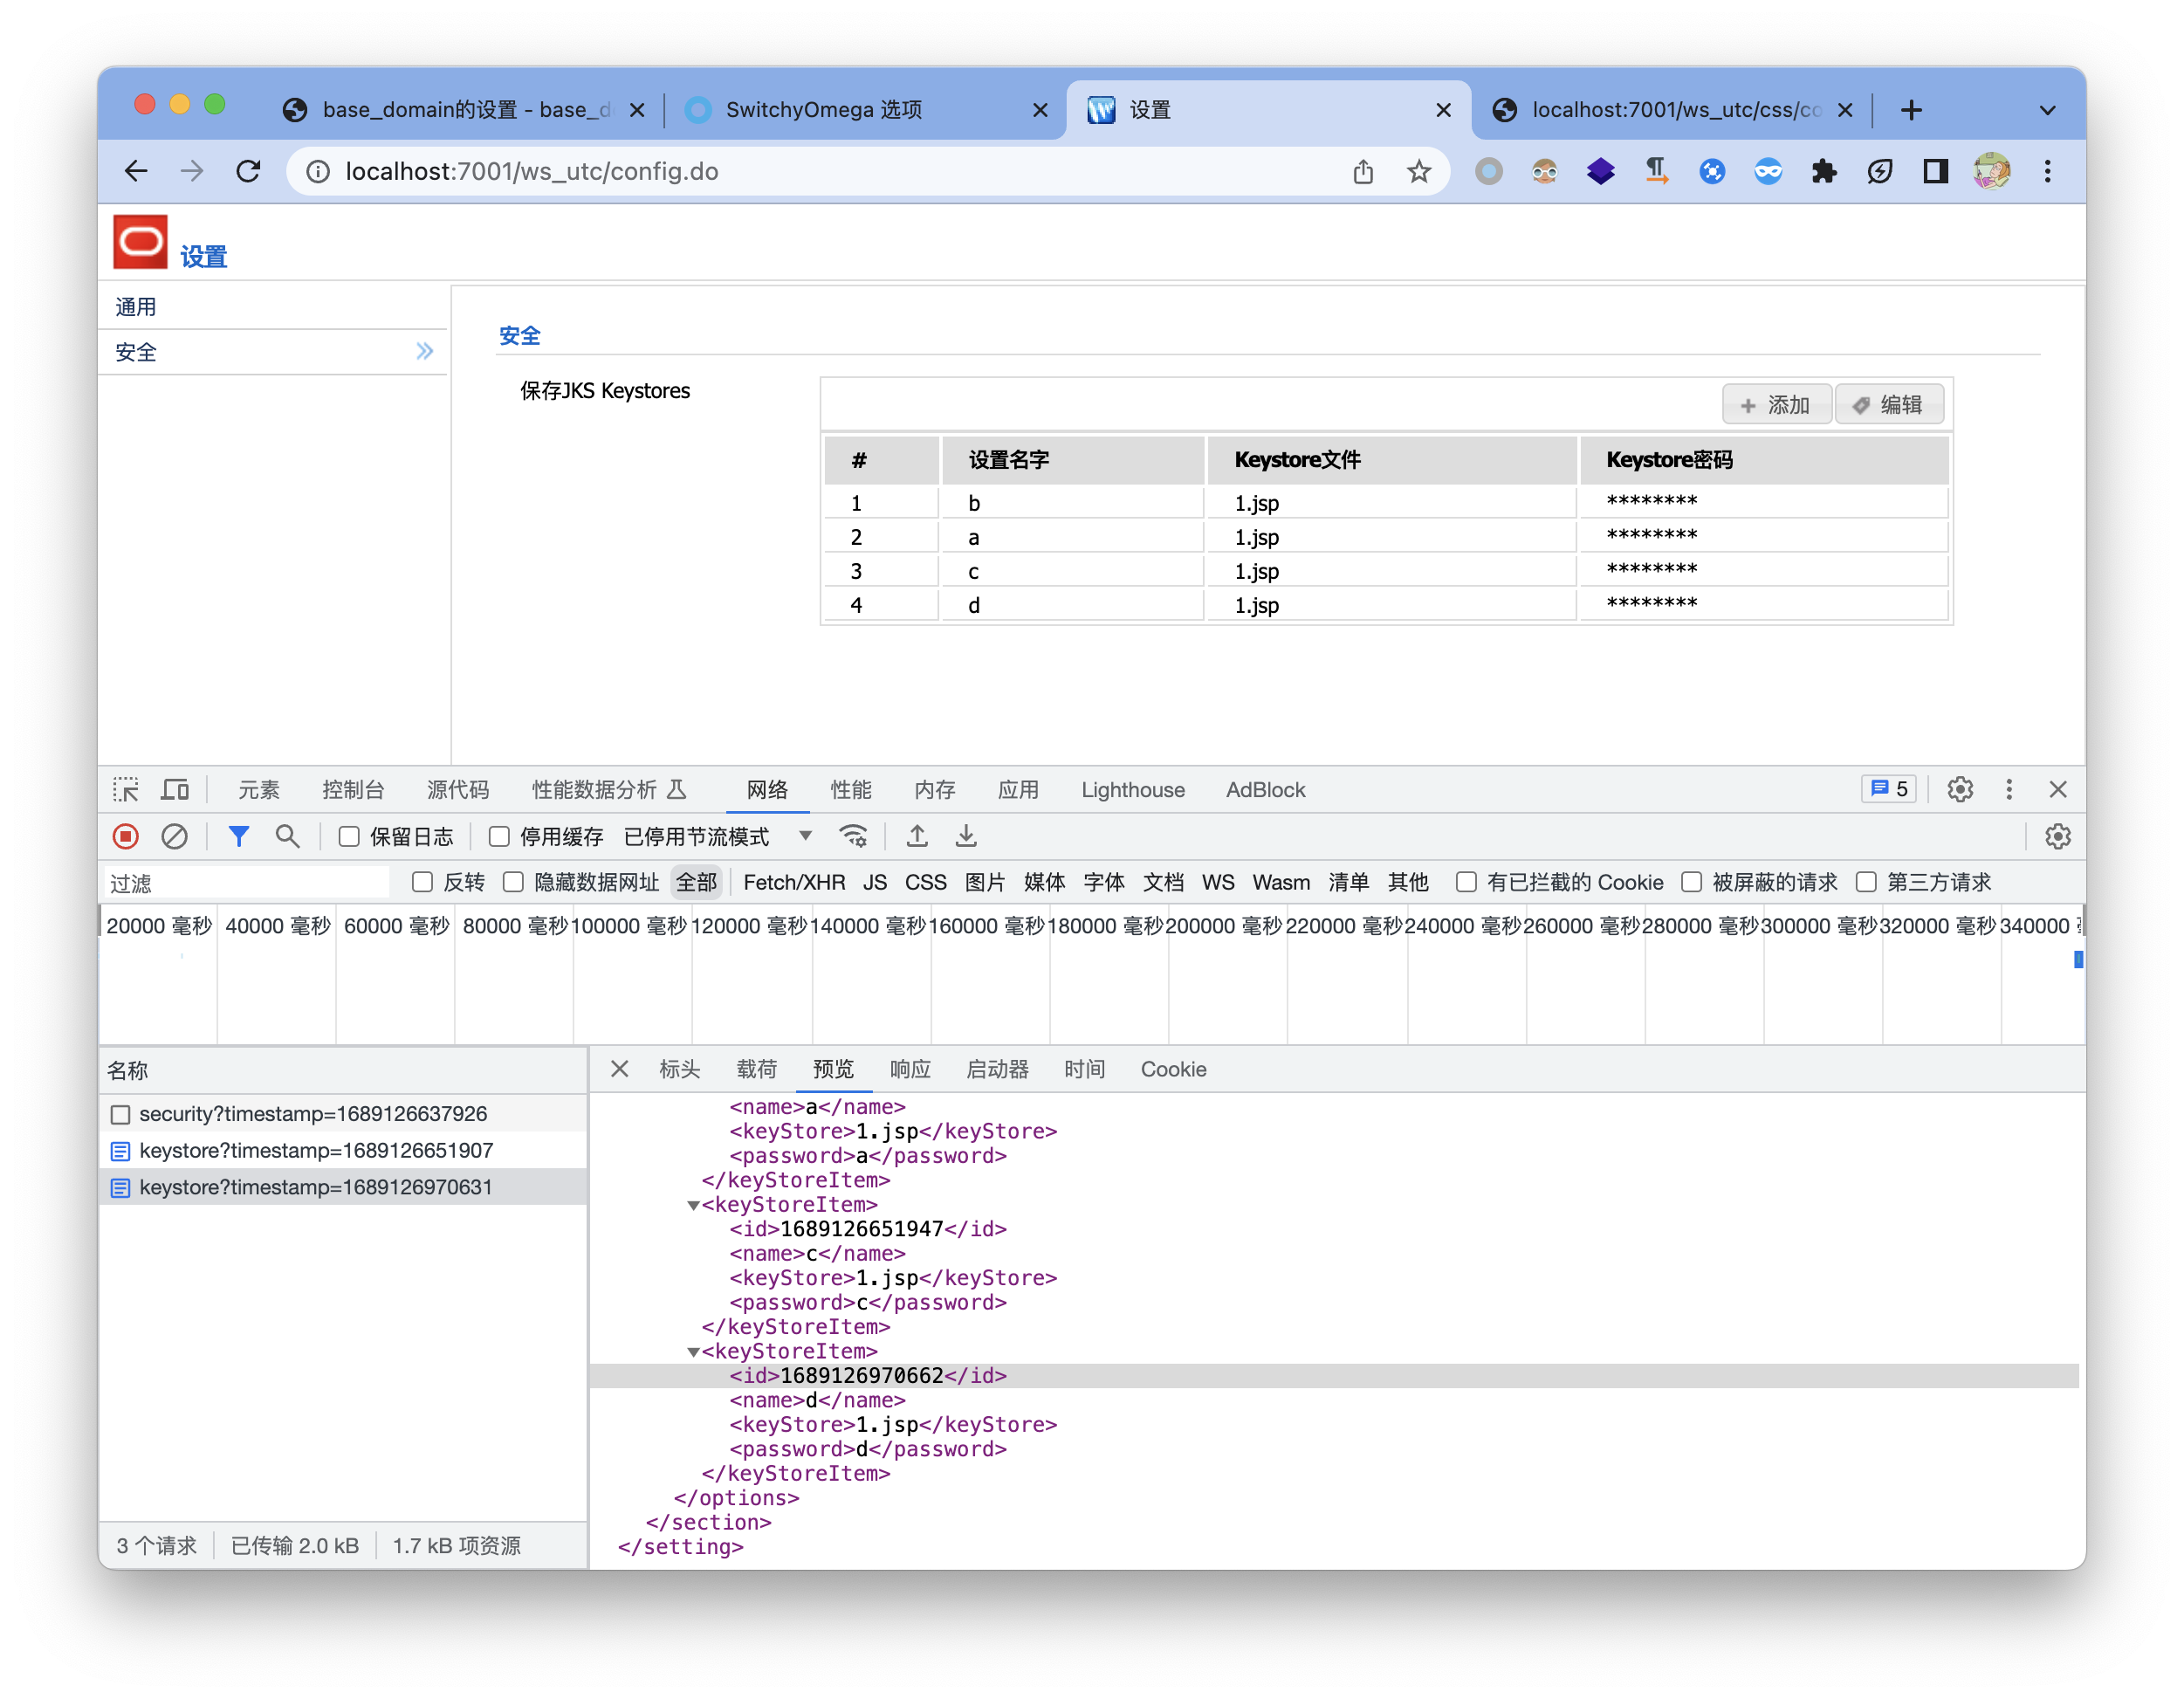 base_domain的设置 - base_d
SwitchyOmega 选项
设置
localhost:7001/ws_utc/css/co
localhost:7001/ws_utc/config.do
设置
通用
安全
安全
保存JKS Keystores
添加
编辑
# 设置名字 Keystore文件 Keystore密码
1 b 1.jsp ********
2 a 1.jsp ********
3 c 1.jsp ********
4 d 1.jsp ********
元素 控制台 源代码 性能数据分析 网络 性能 内存 应用 Lighthouse AdBlock 5
保留日志 停用缓存 已停用节流模式
过滤 反转 隐藏数据网址 全部 Fetch/XHR JS CSS 图片 媒体 字体 文档 WS Wasm 清单 其他 有已拦截的 Cookie 被屏蔽的请求 第三方请求
20000 毫秒 40000 毫秒 60000 毫秒 80000 毫秒 100000 毫秒 120000 毫秒 140000 毫秒 160000 毫秒 180000 毫秒 200000 毫秒 220000 毫秒 240000 毫秒 260000 毫秒 280000 毫秒 300000 毫秒 320000 毫秒 340000
名称
security?timestamp=1689126637926
keystore?timestamp=1689126651907
keystore?timestamp=1689126970631
3 个请求 已传输 2.0 kB 1.7 kB 项资源
标头 载荷 预览 响应 启动器 时间 Cookie
<name>a</name>
<keyStore>1.jsp</keyStore>
<password>a</password>
</keyStoreItem>
▼<keyStoreItem>
<id>1689126651947</id>
<name>c</name>
<keyStore>1.jsp</keyStore>
<password>c</password>
</keyStoreItem>
▼<keyStoreItem>
<id>1689126970662</id>
<name>d</name>
<keyStore>1.jsp</keyStore>
<password>d</password>
</keyStoreItem>
</options>
</section>
</setting>